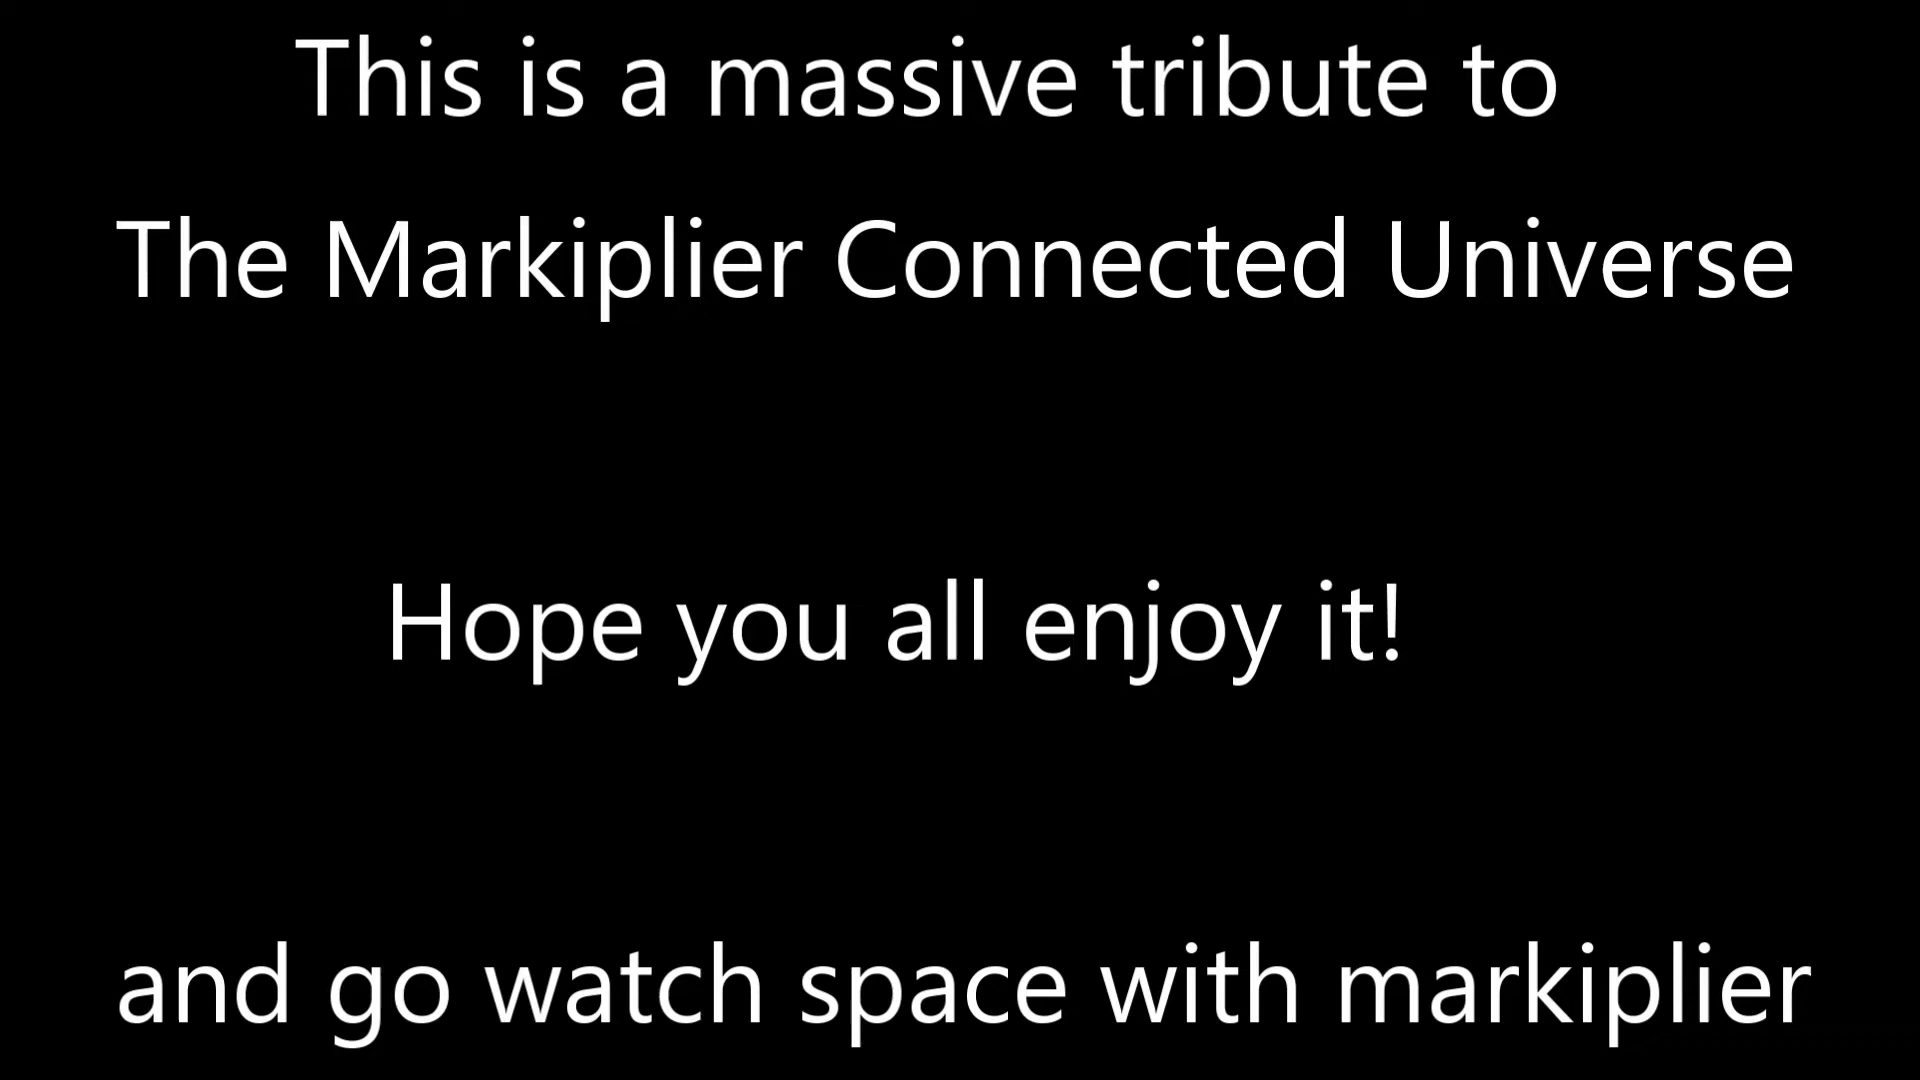 This is a massive tribute to
The Markiplier Connected Universe
Hope you all enjoy it!
and go watch space with markiplier